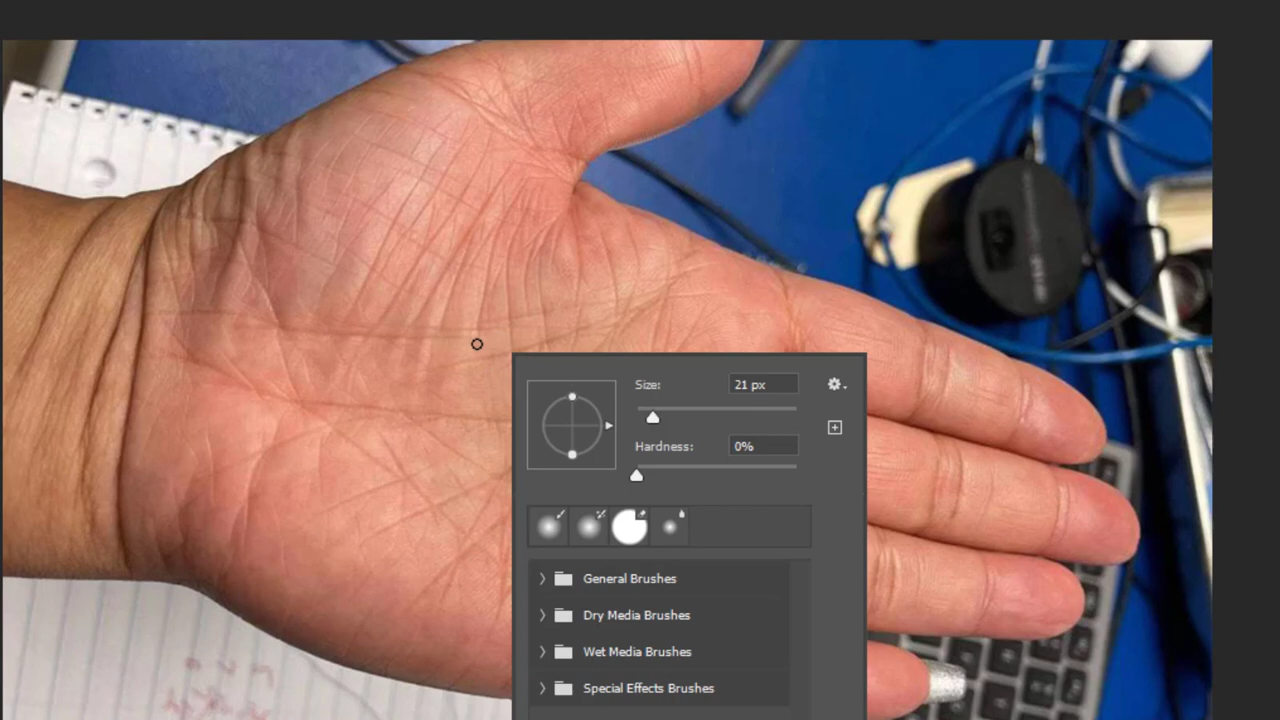 Size:
21 px
Hardness:
0%
General Brushes
Dry Media Brushes
Wet Media Brushes
Special Effects Brushes